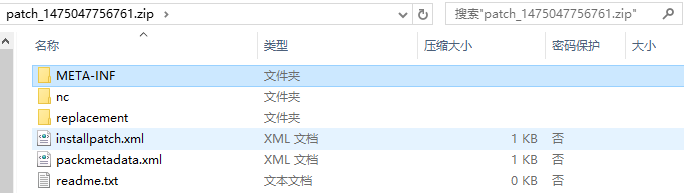 patch_1475047756761.zip 搜索"patch_1475047756761.zip"
名称 类型 压缩大小 密码保护 大小
META-INF 文件夹
nc 文件夹
replacement 文件夹
installpatch.xml XML 文档 1 KB 否
packmetadata.xml XML 文档 1 KB 否
readme.txt 文本文档 0 KB 否